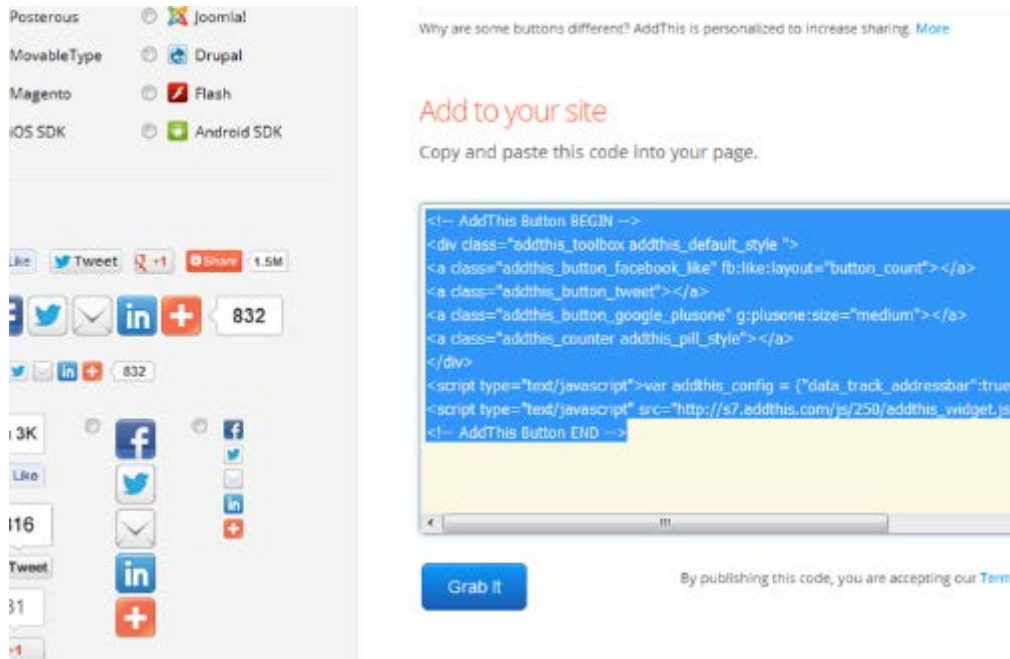 Posterous Joomla!
MovableType Drupal
Magento Flash
iOS SDK Android SDK
Like Tweet +1 Share 1.5M
832
832
3K
Like
Tweet
31
+1
Why are some buttons different? AddThis is personalized to increase sharing. More
Add to your site
Copy and paste this code into your page.
<!-- AddThis Button BEGIN -->
<div class="addthis_toolbox addthis_default_style ">
<a class="addthis_button_facebook_like" fb:like:layout="button_count"></a>
<a class="addthis_button_tweet"></a>
<a class="addthis_button_google_plusone" g:plusone:size="medium"></a>
<a class="addthis_counter addthis_pill_style"></a>
</div>
<script type="text/javascript">var addthis_config = {"data_track_addressbar":true
<script type="text/javascript" src="http://s7.addthis.com/js/250/addthis_widget.js
<!-- AddThis Button END -->
Grab It
By publishing this code, you are accepting our Term